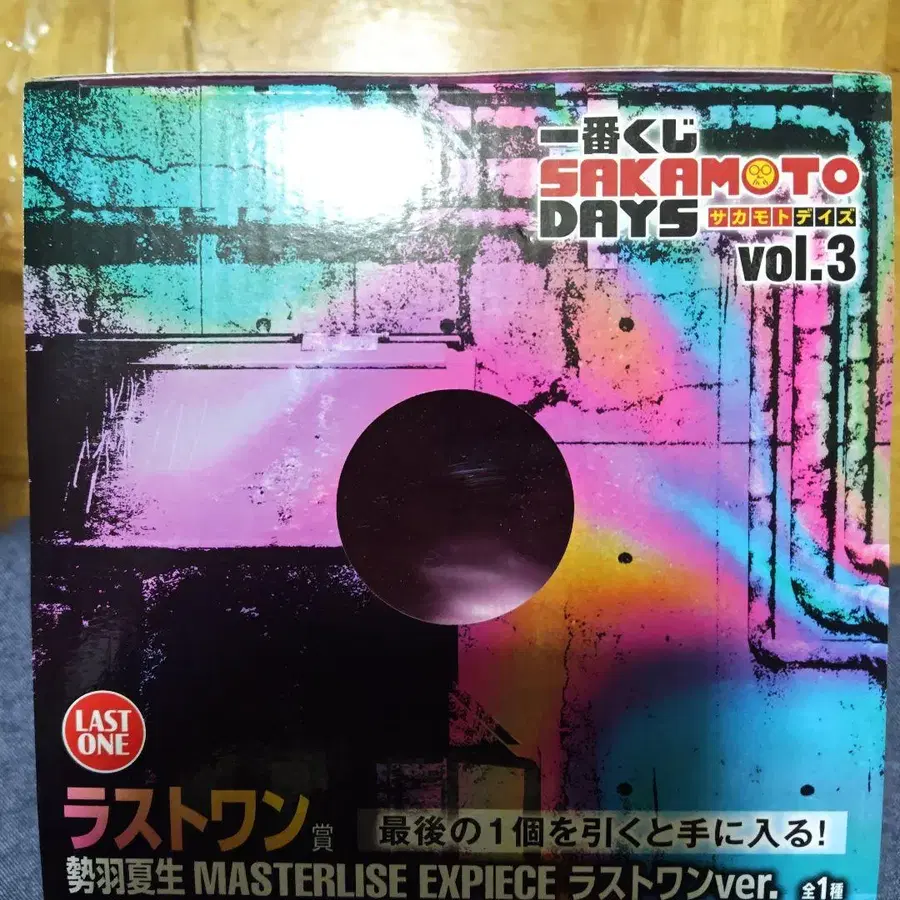 一番くじ
SAKAMOTO
DAYS サカモトデイズ
vol.3
LAST
ONE
ラストワン賞 最後の1個を引くと手に入る!
勢羽夏生 MASTERLISE EXPIECE ラストワンver. 全1種